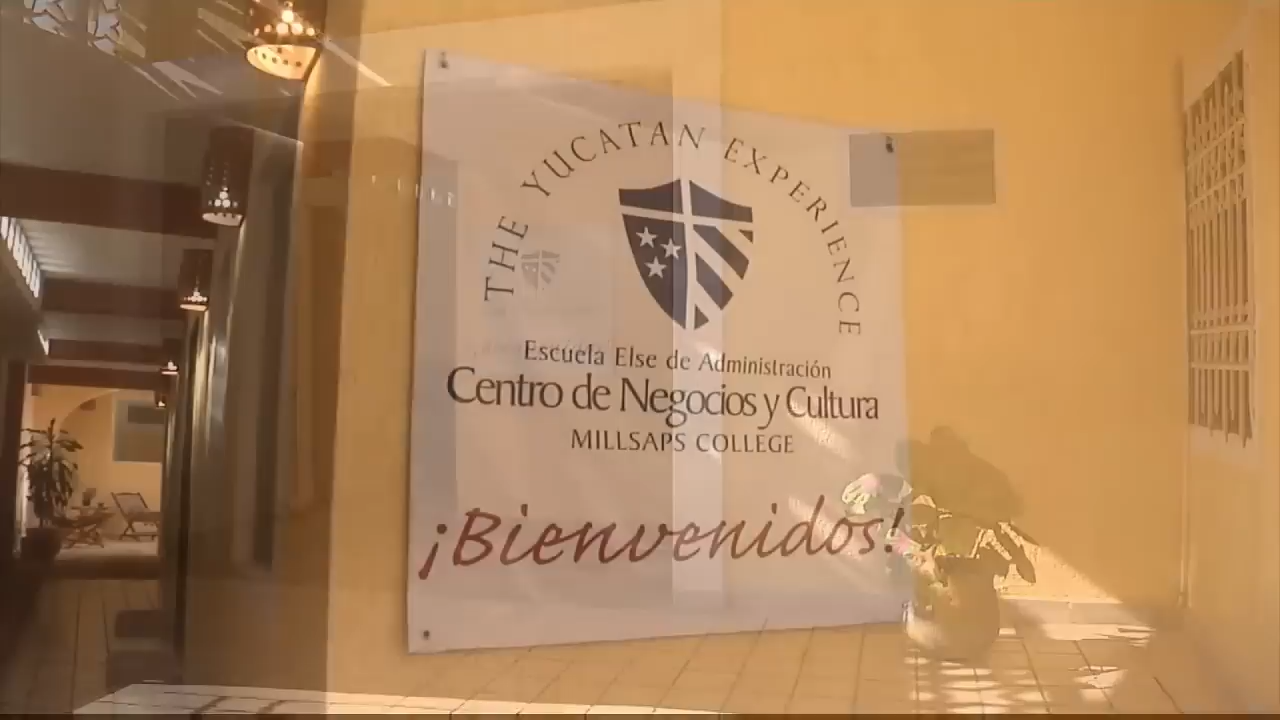 THE YUCATAN EXPERIENCE
Escuela Else de Administración
Centro de Negocios y Cultura
MILLSAPS COLLEGE
¡Bienvenidos!